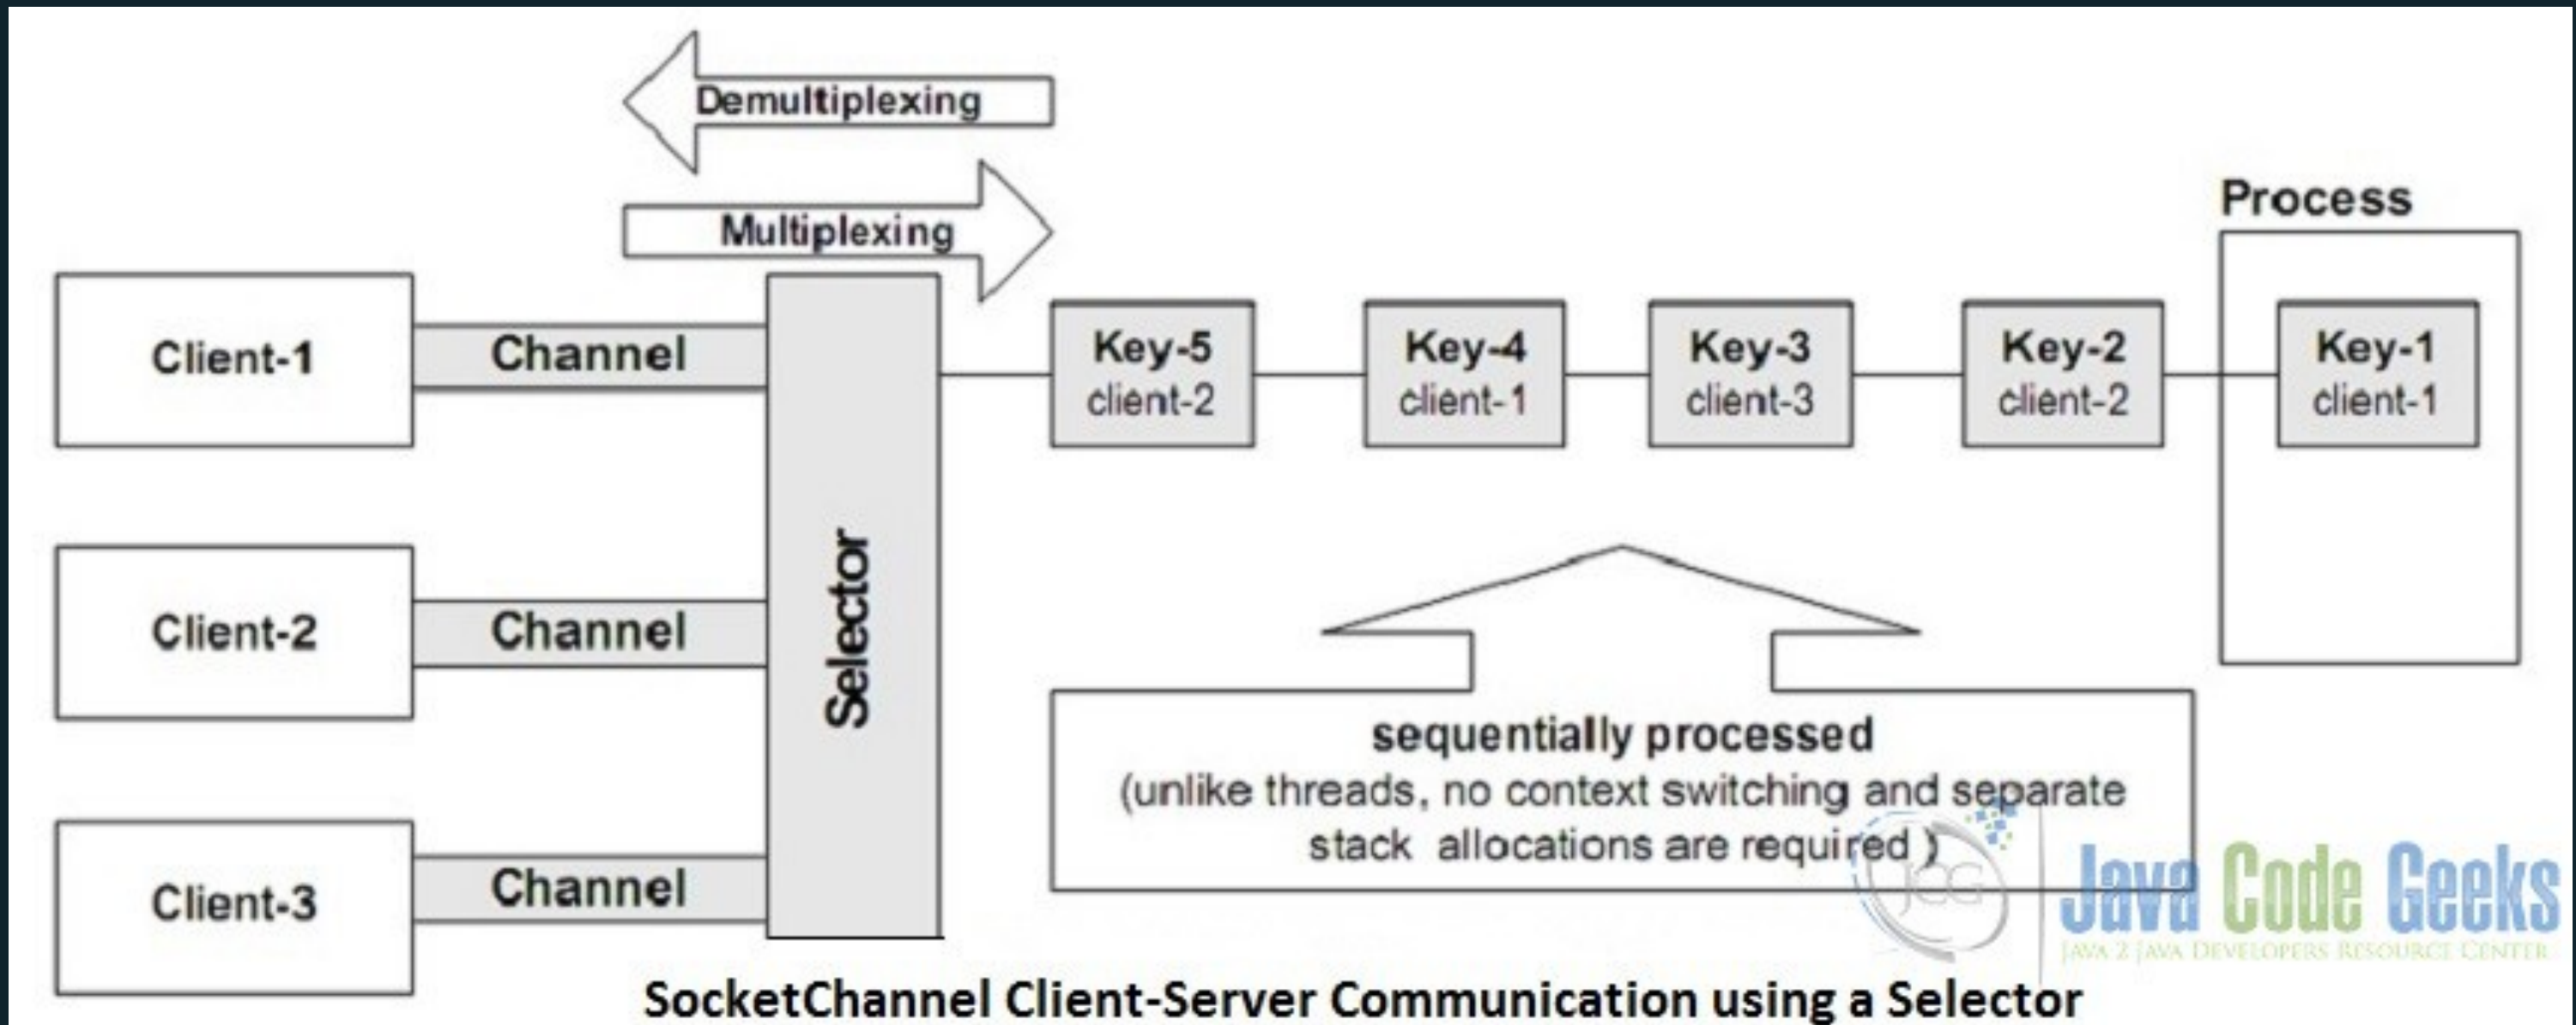 Demultiplexing
Multiplexing
Process
Client-1
Channel
Key-5
client-2
Key-4
client-1
Key-3
client-3
Key-2
client-2
Key-1
client-1
Client-2
Channel
Selector
Client-3
Channel
sequentially processed
(unlike threads, no context switching and separate
stack allocations are required )
JCG
Java Code Geeks
JAVA 2 JAVA DEVELOPERS RESOURCE CENTER
SocketChannel Client-Server Communication using a Selector